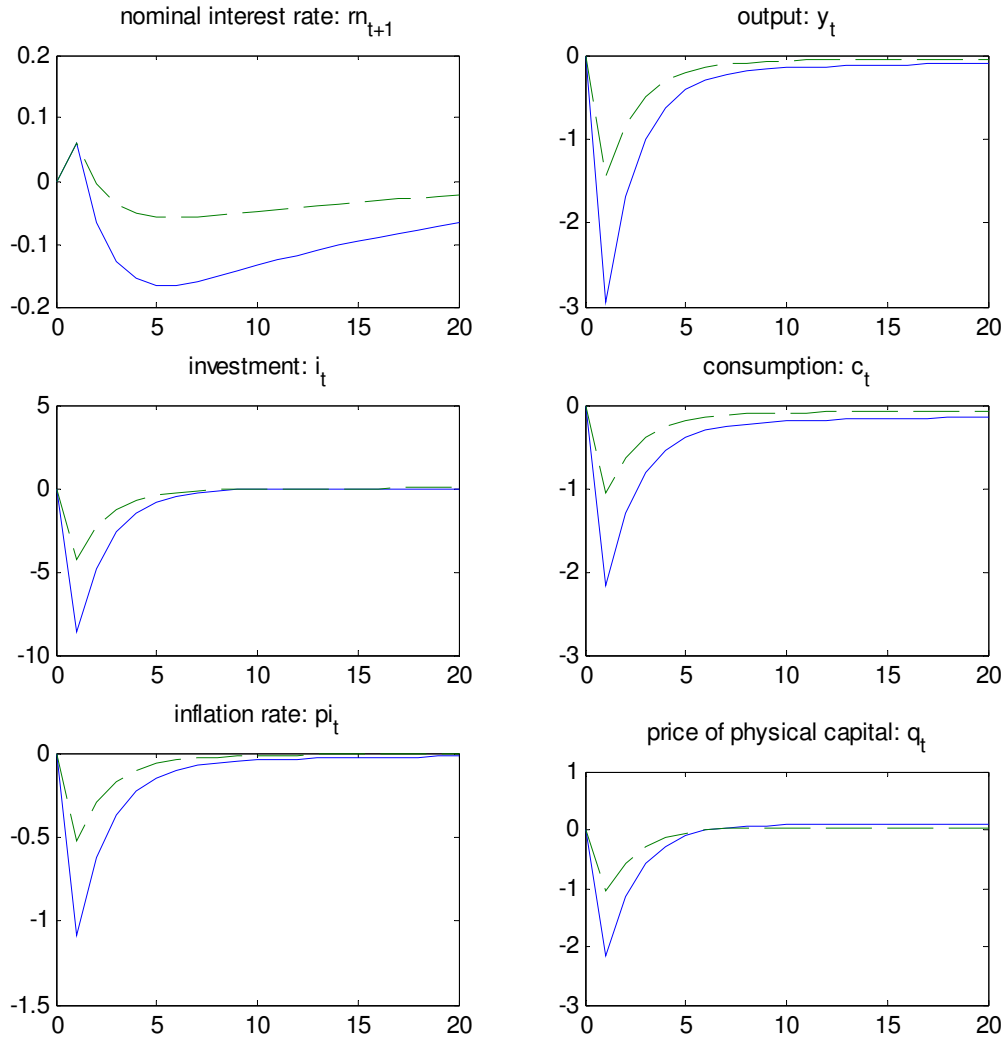 nominal interest rate: rn_{t+1}
0.2
0.1
0
-0.1
-0.2
0 5 10 15 20
output: y_t
0
-1
-2
-3
0 5 10 15 20
investment: i_t
5
0
-5
-10
0 5 10 15 20
consumption: c_t
0
-1
-2
-3
0 5 10 15 20
inflation rate: pi_t
0
-0.5
-1
-1.5
0 5 10 15 20
price of physical capital: q_t
1
0
-1
-2
-3
0 5 10 15 20